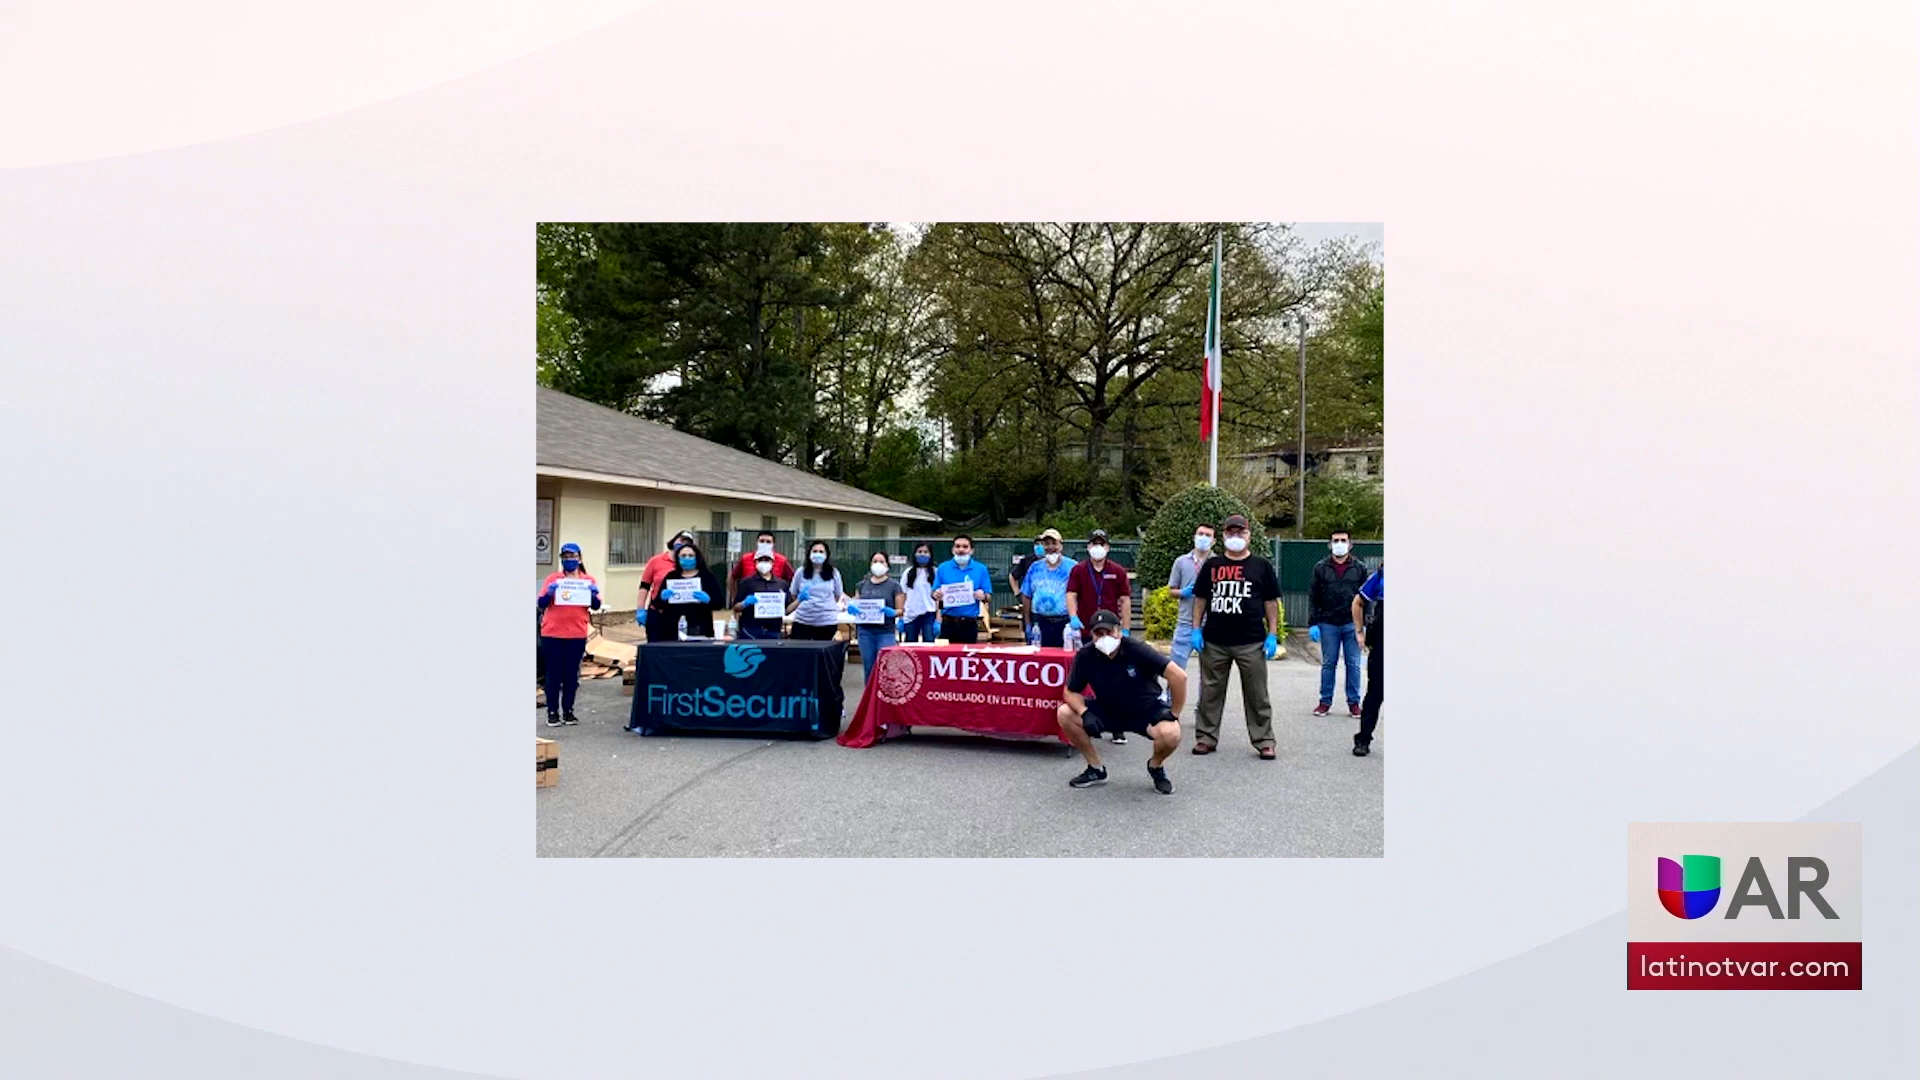 FirstSecurit
MÉXICO
CONSULADO EN LITTLE ROCK
LOVE,
LITTLE
ROCK
AR
latinotvar.com